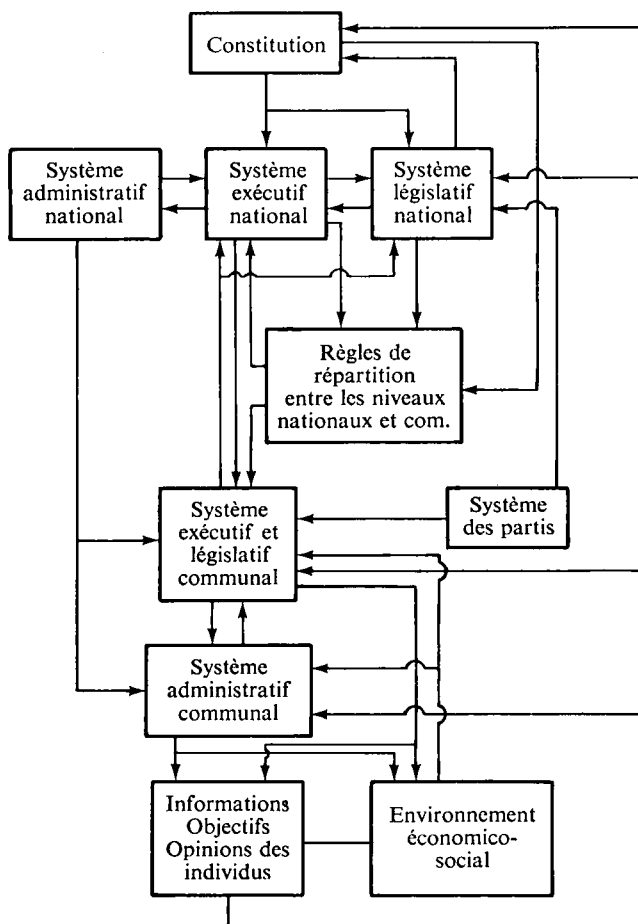 Constitution
Système
administratif
national
Système
exécutif
national
Système
législatif
national
Règles de
répartition
entre les niveaux
nationaux et com.
Système
exécutif et
législatif
communal
Système
des partis
Système
administratif
communal
Informations
Objectifs
Opinions des
individus
Environnement
économico-
social